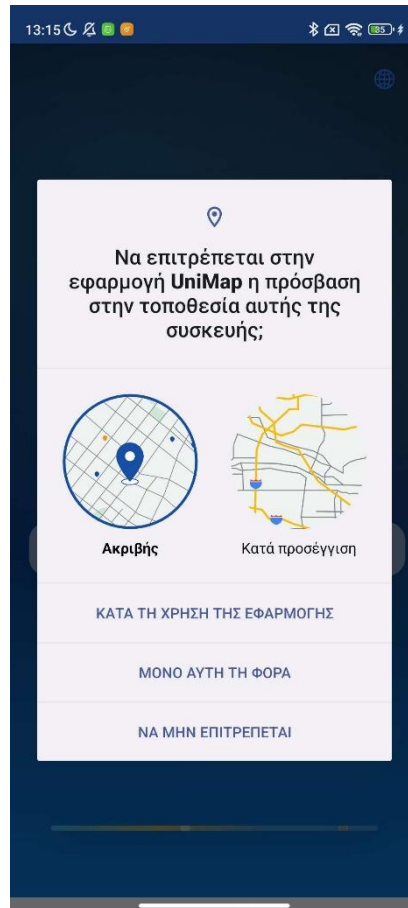 13:15
85
Να επιτρέπεται στην
εφαρμογή UniMap η πρόσβαση
στην τοποθεσία αυτής της
συσκευής;
Ακριβής
Κατά προσέγγιση
ΚΑΤΑ ΤΗ ΧΡΗΣΗ ΤΗΣ ΕΦΑΡΜΟΓΗΣ
ΜΟΝΟ ΑΥΤΗ ΤΗ ΦΟΡΑ
ΝΑ ΜΗΝ ΕΠΙΤΡΕΠΕΤΑΙ